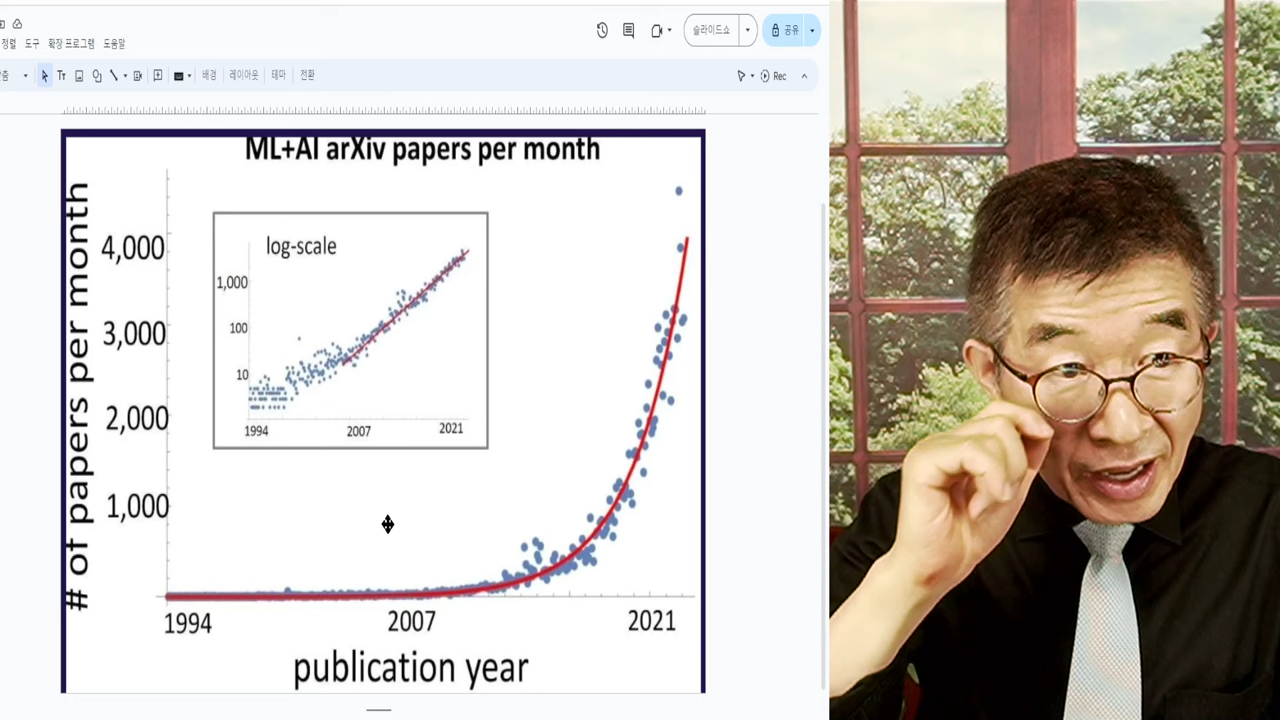 정렬 도구 확장 프로그램 도움말
슬라이드쇼
공유
배경 레이아웃 테마 전환
Rec
ML+AI arXiv papers per month
# of papers per month
4,000
3,000
2,000
1,000
log-scale
1,000
100
10
1994 2007 2021
1994 2007 2021
publication year